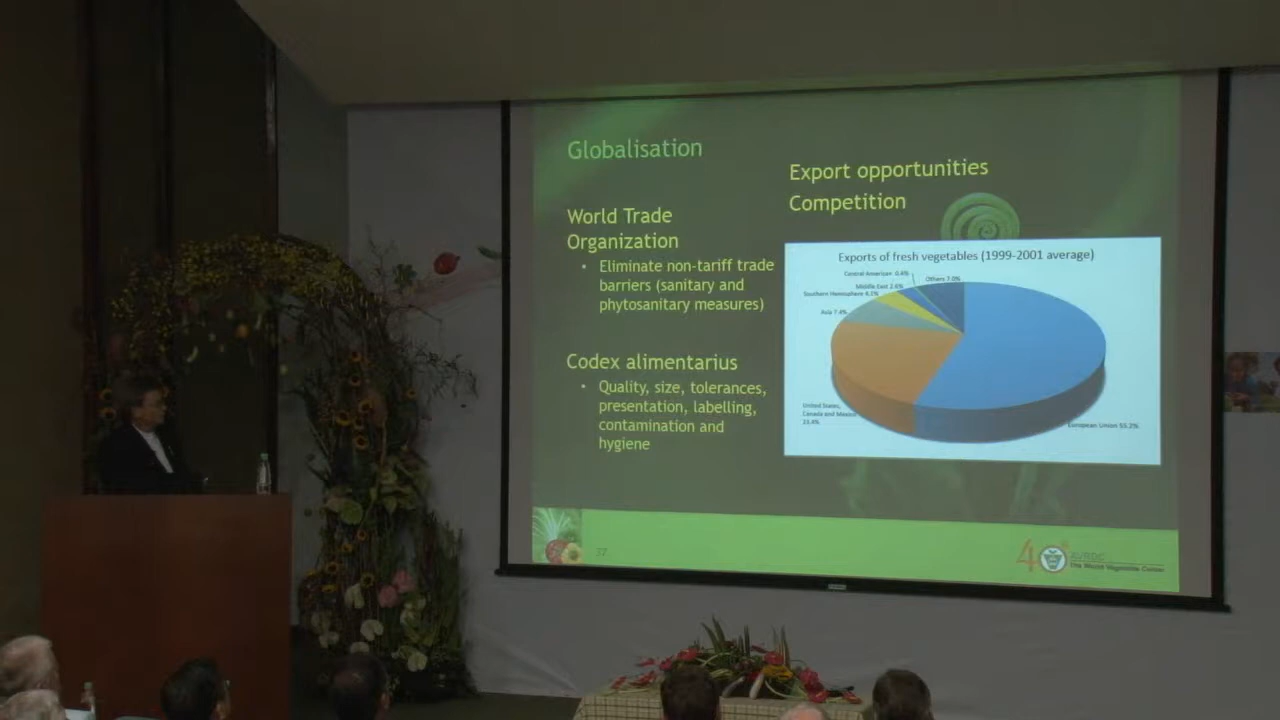 Globalisation
World Trade
Organization
• Eliminate non-tariff trade
barriers (sanitary and
phytosanitary measures)
Codex alimentarius
• Quality, size, tolerances,
presentation, labelling,
contamination and
hygiene
Export opportunities
Competition
Exports of fresh vegetables (1999-2001 average)
Central American 0.4%
Others 7.0%
Middle East 2.6%
Southern Hemisphere
Asia 7.4%
United States,
Canada and Mexico
23.4%
European Union 55.2%
37
40
AVRDC
The World Vegetable Center